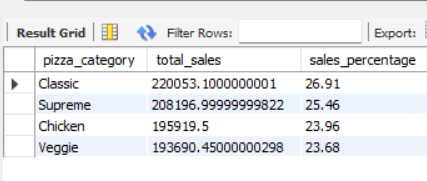 Result Grid Filter Rows: Export:
pizza_category total_sales sales_percentage
Classic 220053.1000000001 26.91
Supreme 208196.99999999822 25.46
Chicken 195919.5 23.96
Veggie 193690.45000000298 23.68